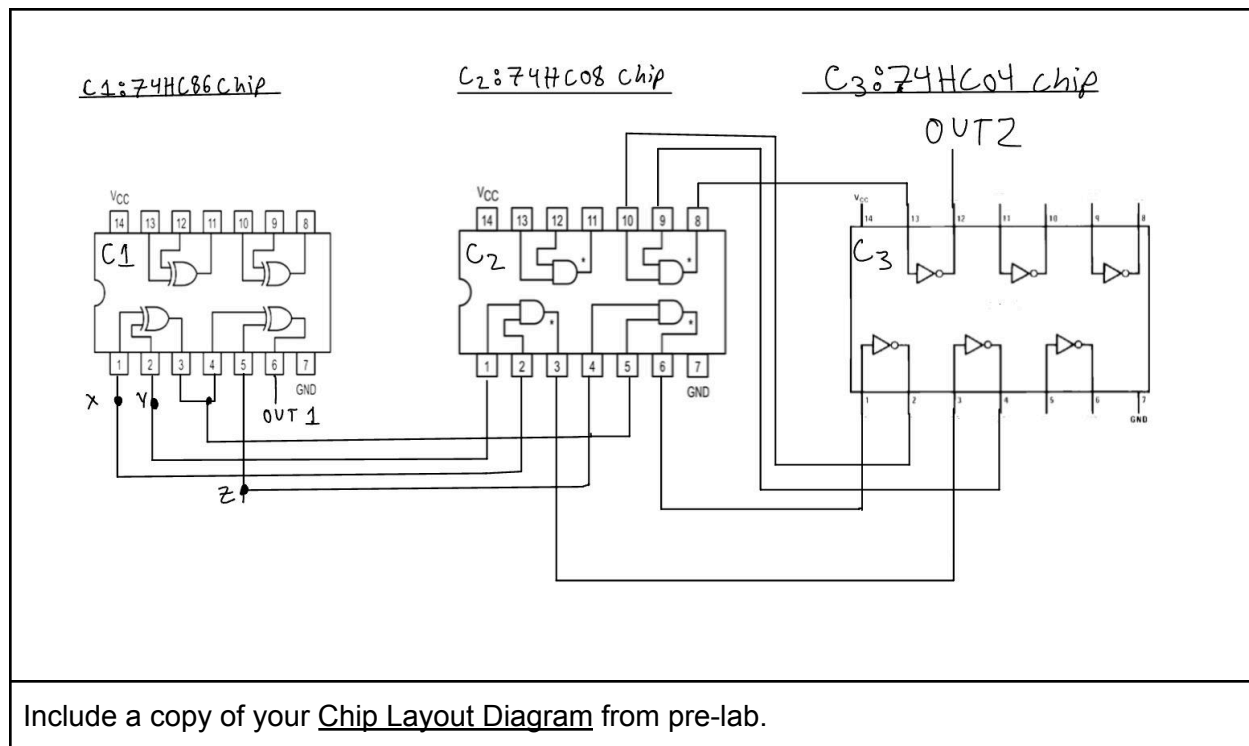 C1:74HC86 Chip
C2:74HC08 Chip
C3:74HC04 chip
OUT2
VCC
14 13 12 11 10 9 8
C1
1 2 3 4 5 6 7
GND
X
Y
OUT 1
Z
VCC
14 13 12 11 10 9 8
C2
* *
* *
1 2 3 4 5 6 7
GND
VCC
14 13 12 11 10 9 8
C3
1 2 3 4 5 6 7
GND
Include a copy of your Chip Layout Diagram from pre-lab.